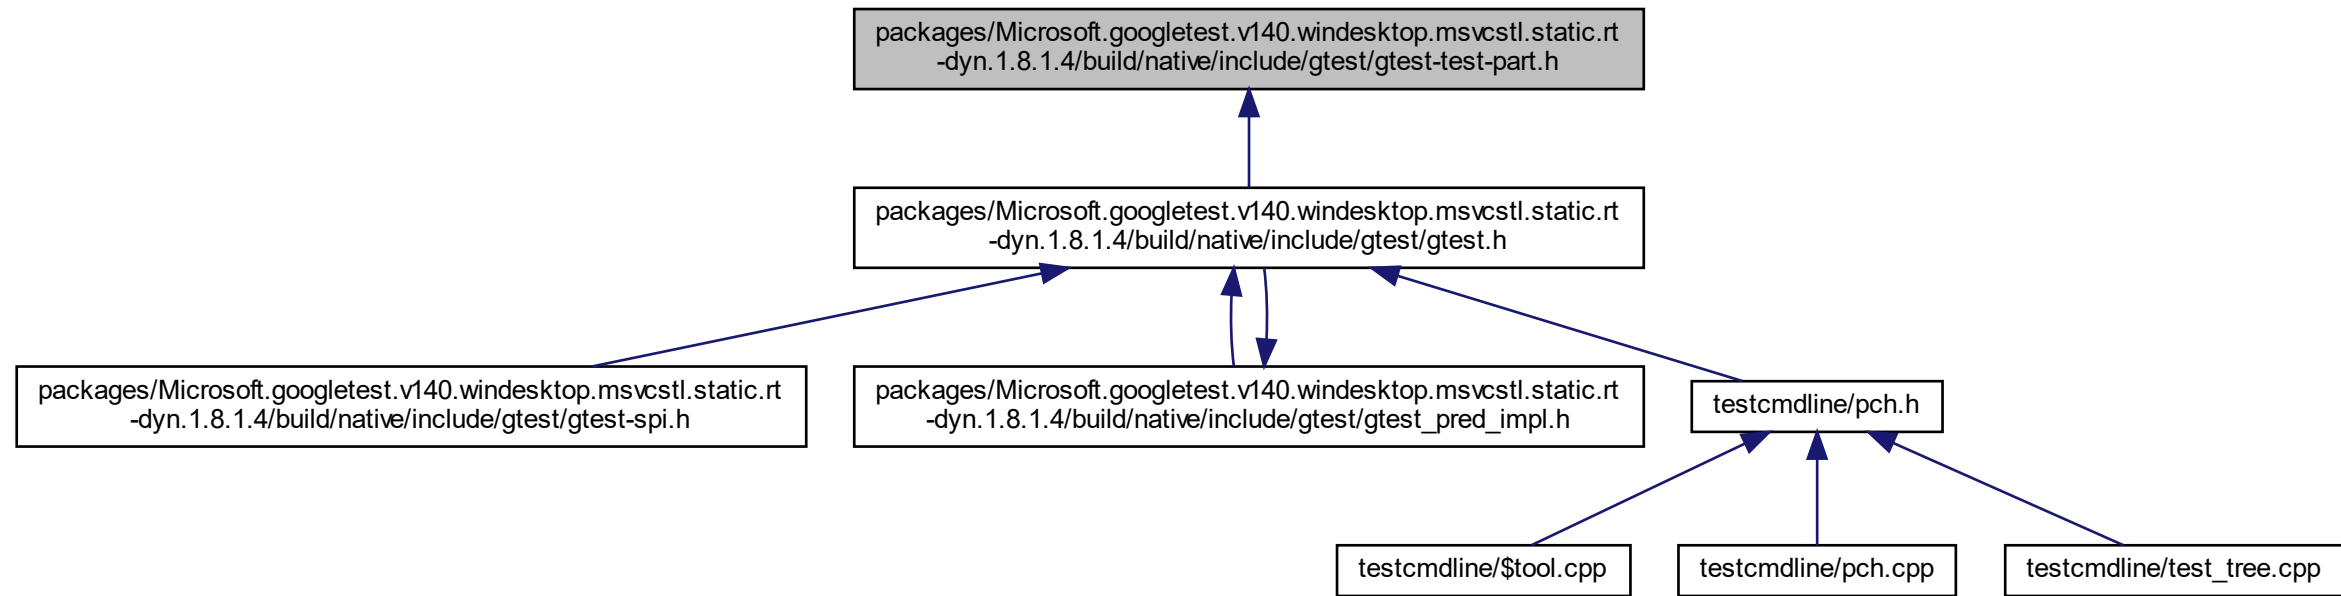 packages/Microsoft.googletest.v140.windesktop.msvcstl.static.rt
-dyn.1.8.1.4/build/native/include/gtest/gtest-test-part.h
packages/Microsoft.googletest.v140.windesktop.msvcstl.static.rt
-dyn.1.8.1.4/build/native/include/gtest/gtest.h
packages/Microsoft.googletest.v140.windesktop.msvcstl.static.rt
-dyn.1.8.1.4/build/native/include/gtest/gtest-spi.h
packages/Microsoft.googletest.v140.windesktop.msvcstl.static.rt
-dyn.1.8.1.4/build/native/include/gtest/gtest_pred_impl.h
testcmdline/pch.h
testcmdline/$tool.cpp
testcmdline/pch.cpp
testcmdline/test_tree.cpp